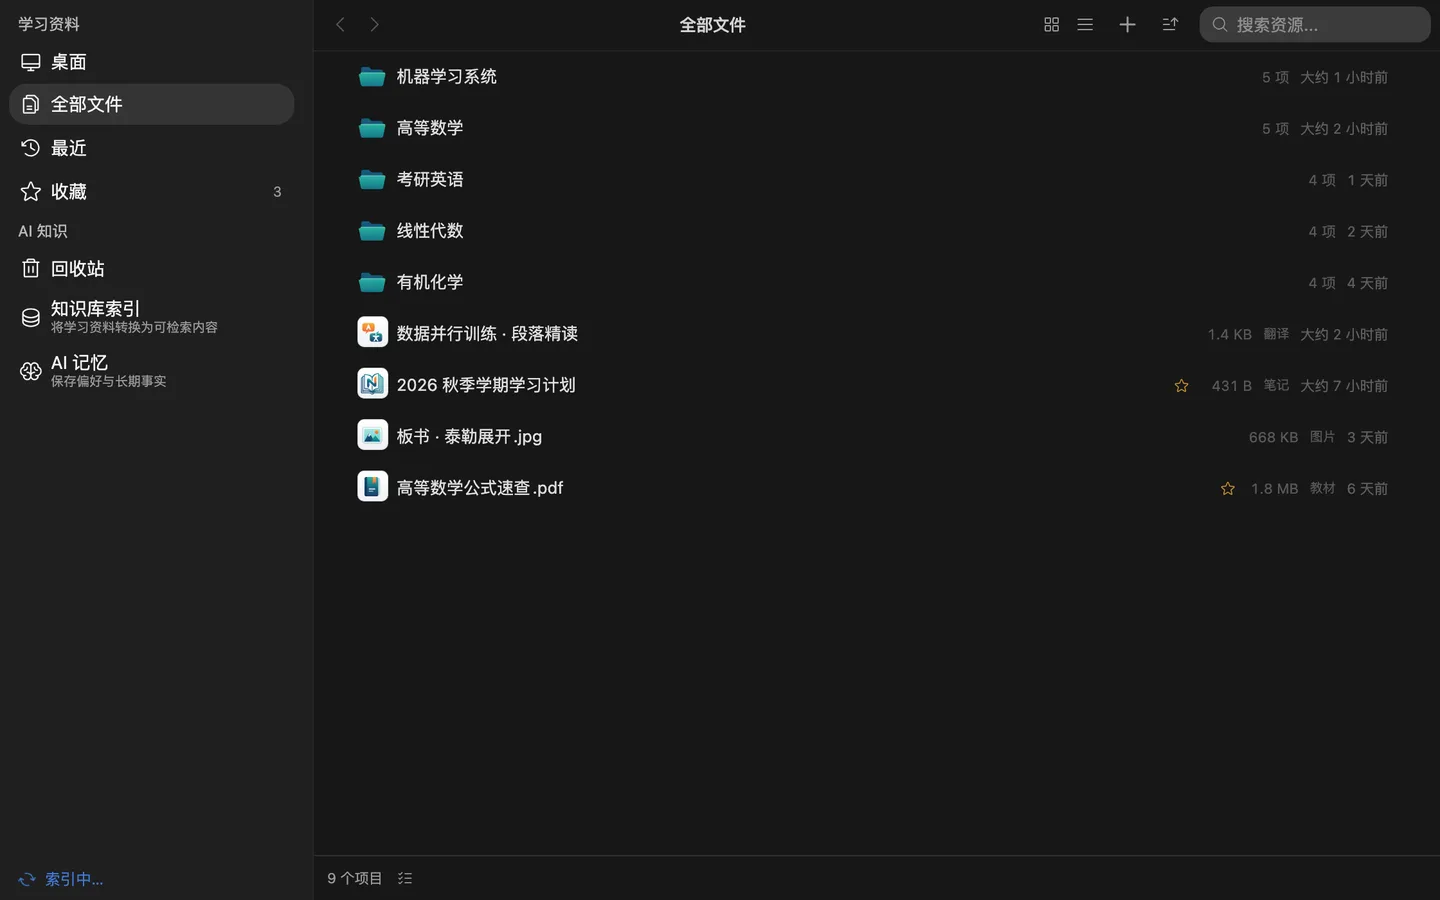 学习资料
桌面
全部文件
最近
收藏 3
AI 知识
回收站
知识库索引
将学习资料转换为可检索内容
AI 记忆
保存偏好与长期事实
索引中...
全部文件
搜索资源...
机器学习系统 5 项 大约 1 小时前
高等数学 5 项 大约 2 小时前
考研英语 4 项 1 天前
线性代数 4 项 2 天前
有机化学 4 项 4 天前
数据并行训练 · 段落精读 1.4 KB 翻译 大约 2 小时前
2026 秋季学期学习计划 431 B 笔记 大约 7 小时前
板书 · 泰勒展开.jpg 668 KB 图片 3 天前
高等数学公式速查.pdf 1.8 MB 教材 6 天前
9 个项目